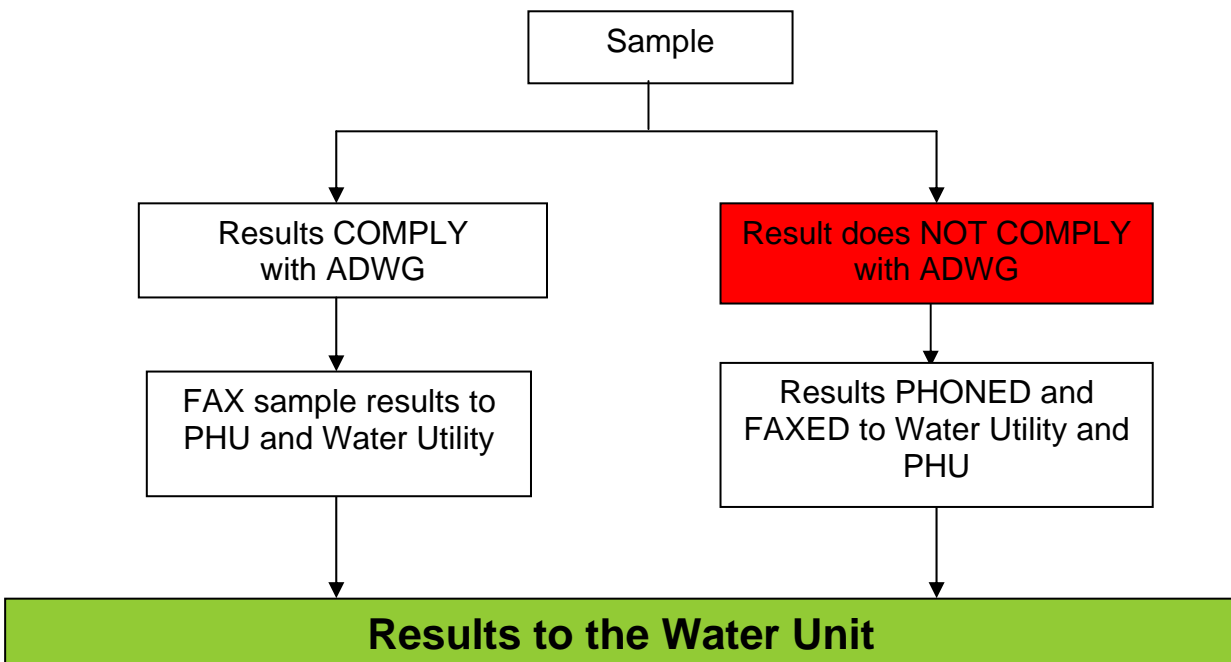 Sample
Results COMPLY
with ADWG
Result does NOT COMPLY
with ADWG
FAX sample results to
PHU and Water Utility
Results PHONED and
FAXED to Water Utility and
PHU
Results to the Water Unit